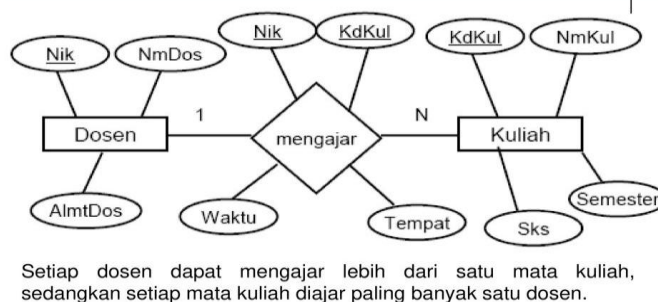 Nik
NmDos
Nik
KdKul
KdKul
NmKul
Dosen
1
mengajar
N
Kuliah
AlmtDos
Waktu
Tempat
Sks
Semester
Setiap dosen dapat mengajar lebih dari satu mata kuliah,
sedangkan setiap mata kuliah diajar paling banyak satu dosen.